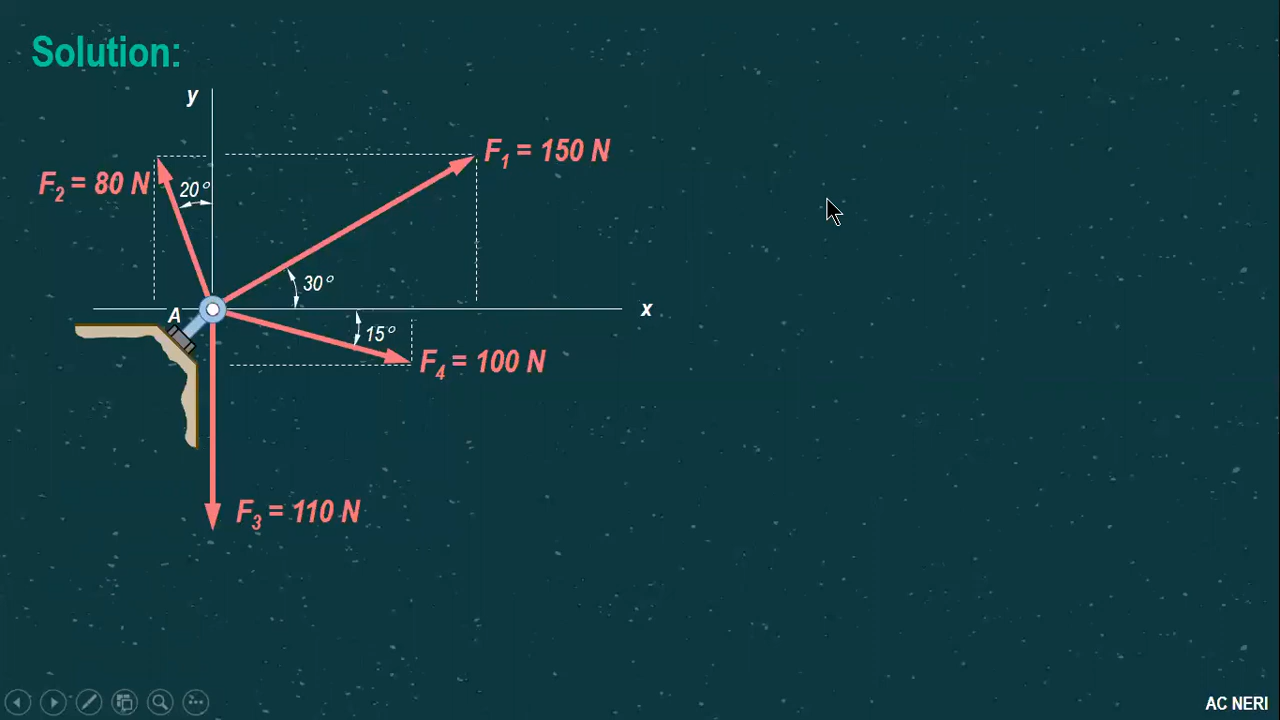 Solution:
y
F₁ = 150 N
F₂ = 80 N
20°
30°
A
x
15°
F₄ = 100 N
F₃ = 110 N
AC NERI